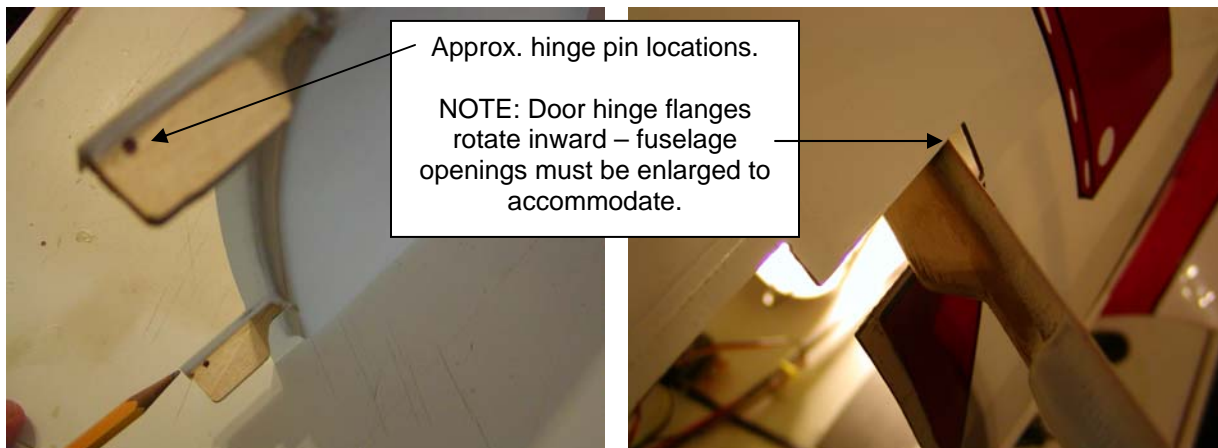 Approx. hinge pin locations.
NOTE: Door hinge flanges
rotate inward – fuselage
openings must be enlarged to
accommodate.